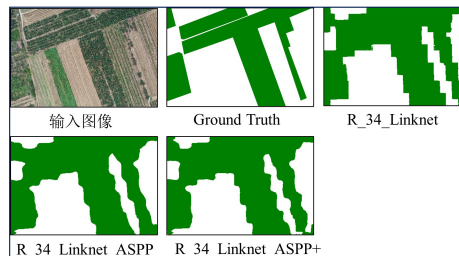 输入图像
Ground Truth
R_34_Linknet
R_34_Linknet_ASPP
R_34_Linknet_ASPP+